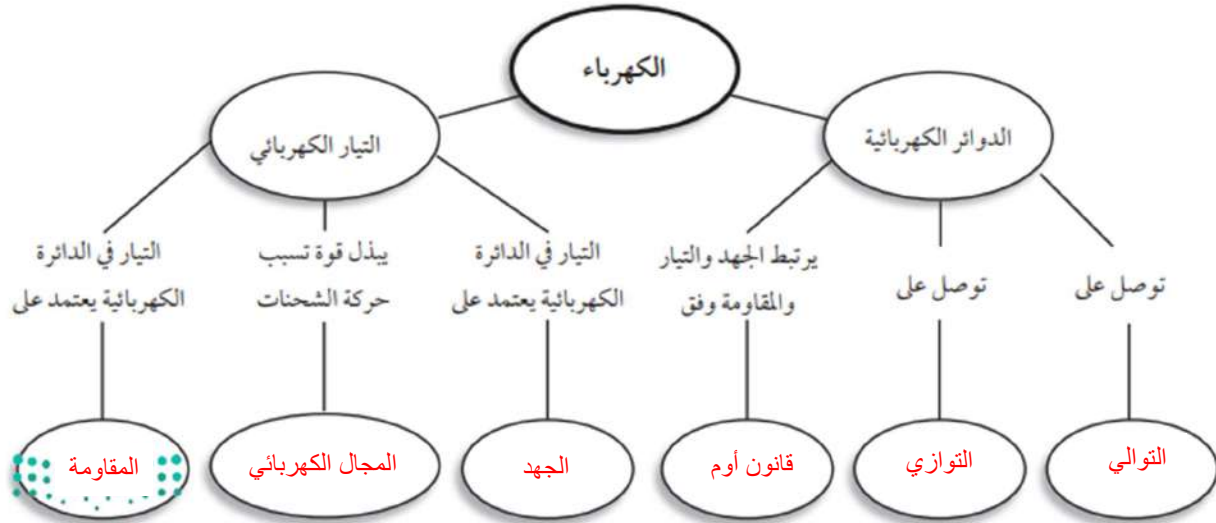 الكهرباء
الدوائر الكهربائية
التيار الكهربائي
توصل على
توصل على
يرتبط الجهد والتيار
والمقاومة وفق
التيار في الدائرة
الكهربائية يعتمد على
يبذل قوة تسبب
حركة الشحنات
التيار في الدائرة
الكهربائية يعتمد على
التوالي
التوازي
قانون أوم
الجهد
المجال الكهربائي
المقاومة